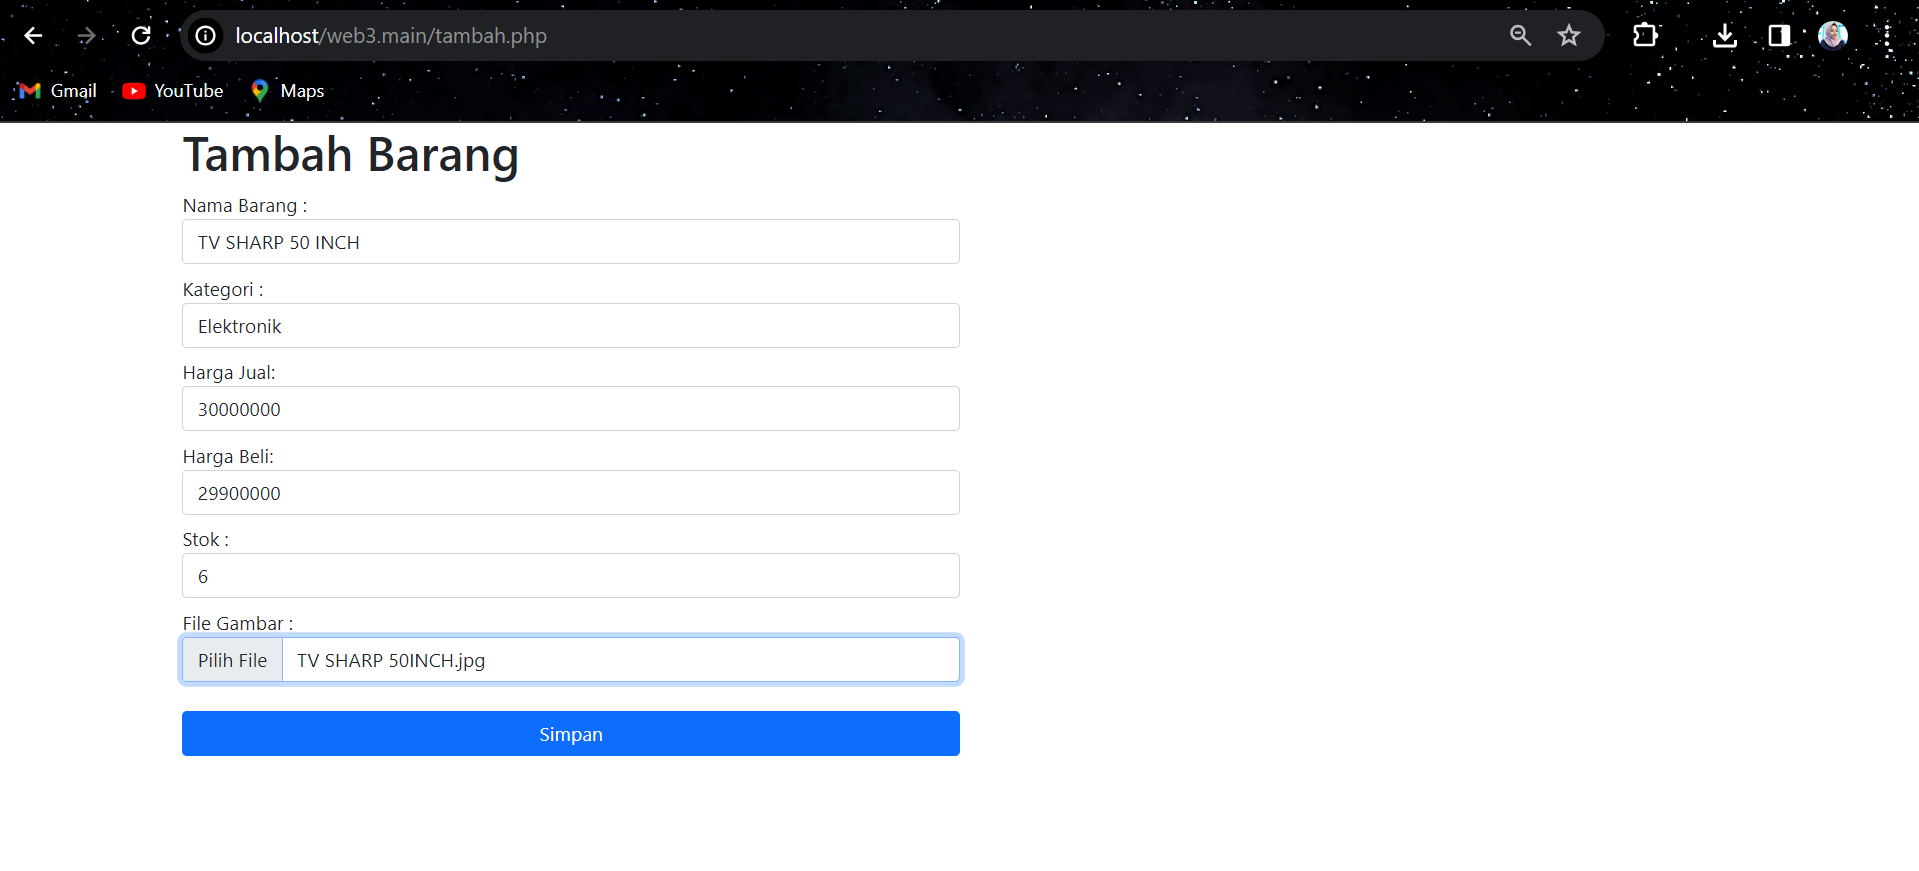 localhost/web3.main/tambah.php
Gmail YouTube Maps
Tambah Barang
Nama Barang :
TV SHARP 50 INCH
Kategori :
Elektronik
Harga Jual:
30000000
Harga Beli:
29900000
Stok :
6
File Gambar :
Pilih File TV SHARP 50INCH.jpg
Simpan